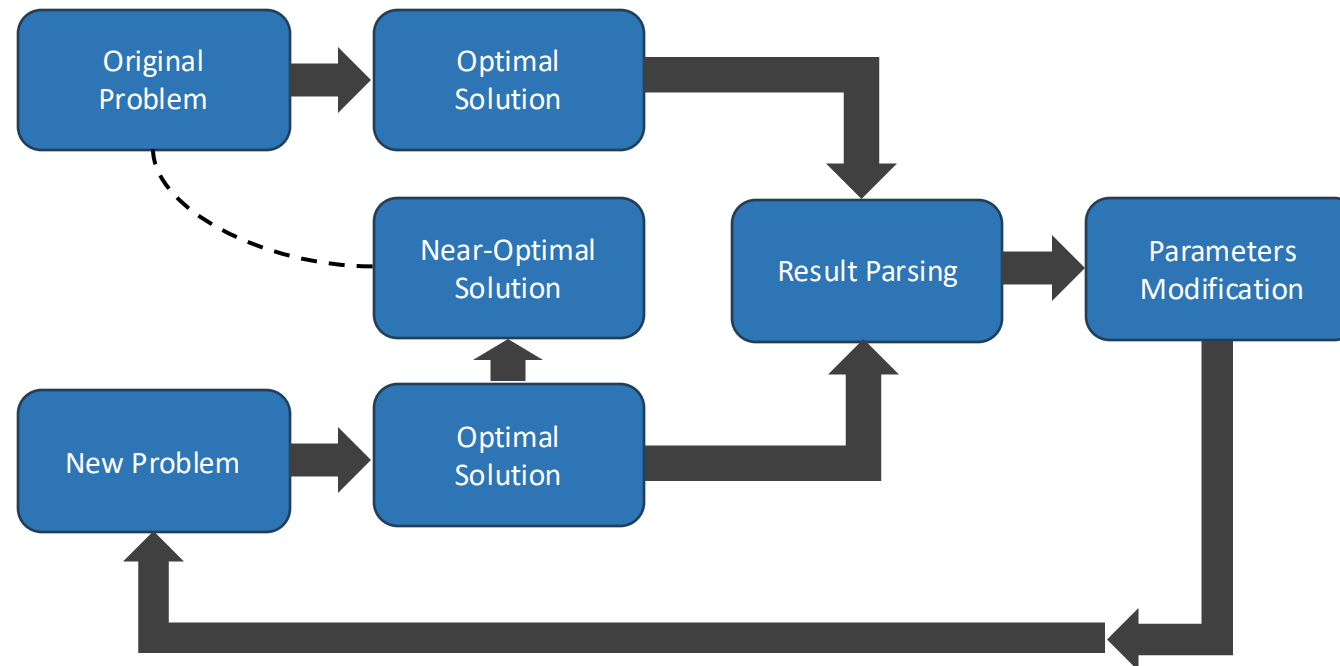 Original
Problem
Optimal
Solution
Near-Optimal
Solution
Result Parsing
Parameters
Modification
New Problem
Optimal
Solution